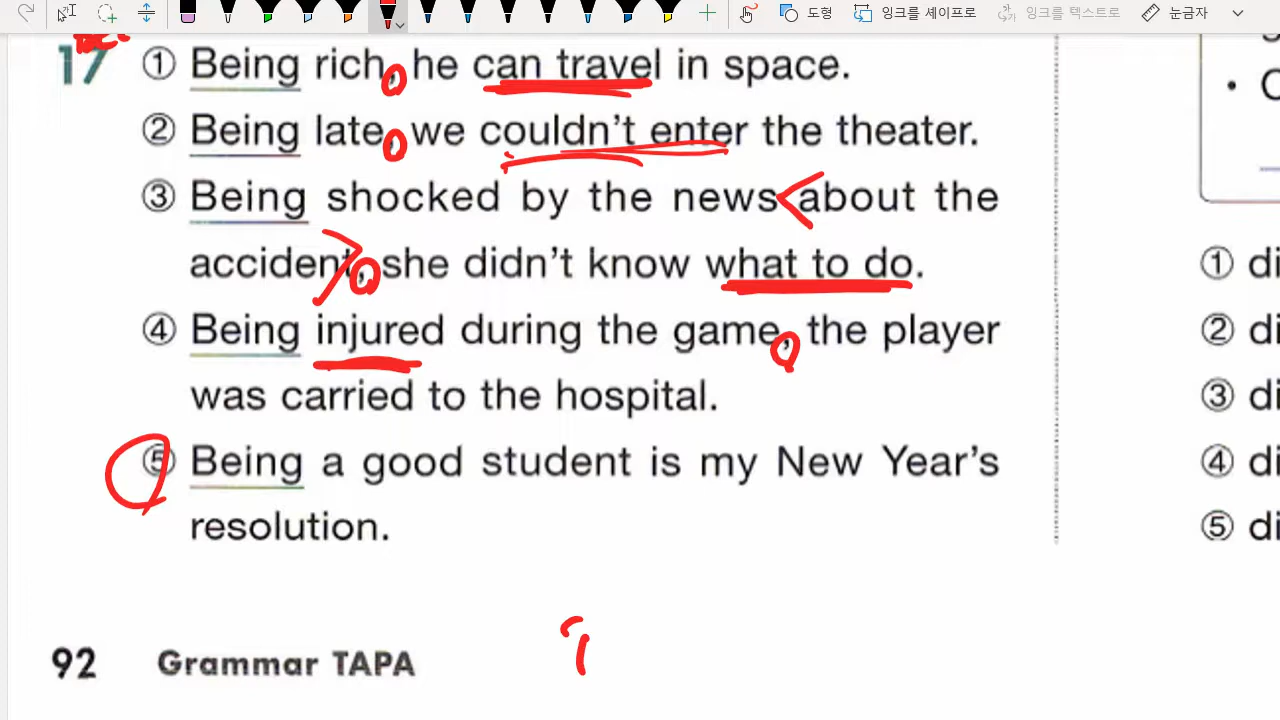 도형
잉크를 셰이프로
잉크를 텍스트로
눈금자
17 ① Being rich, he can travel in space.
② Being late, we couldn't enter the theater.
③ Being shocked by the news about the
accident, she didn't know what to do.
④ Being injured during the game, the player
was carried to the hospital.
⑤ Being a good student is my New Year's
resolution.
92 Grammar TAPA
① di
② di
③ di
④ di
⑤ di